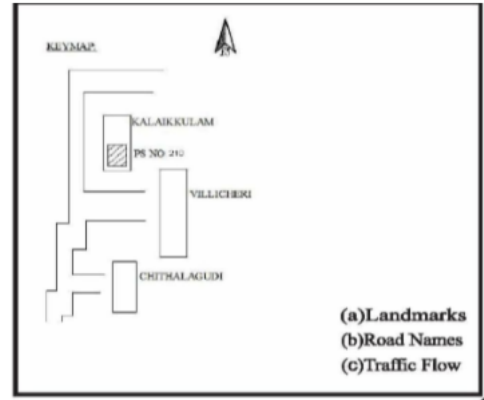 KEYMAP.
KALAIKKULAM
PS NO 210
VILLICHERI
CHITHALAGUDI
(a)Landmarks
(b)Road Names
(c)Traffic Flow